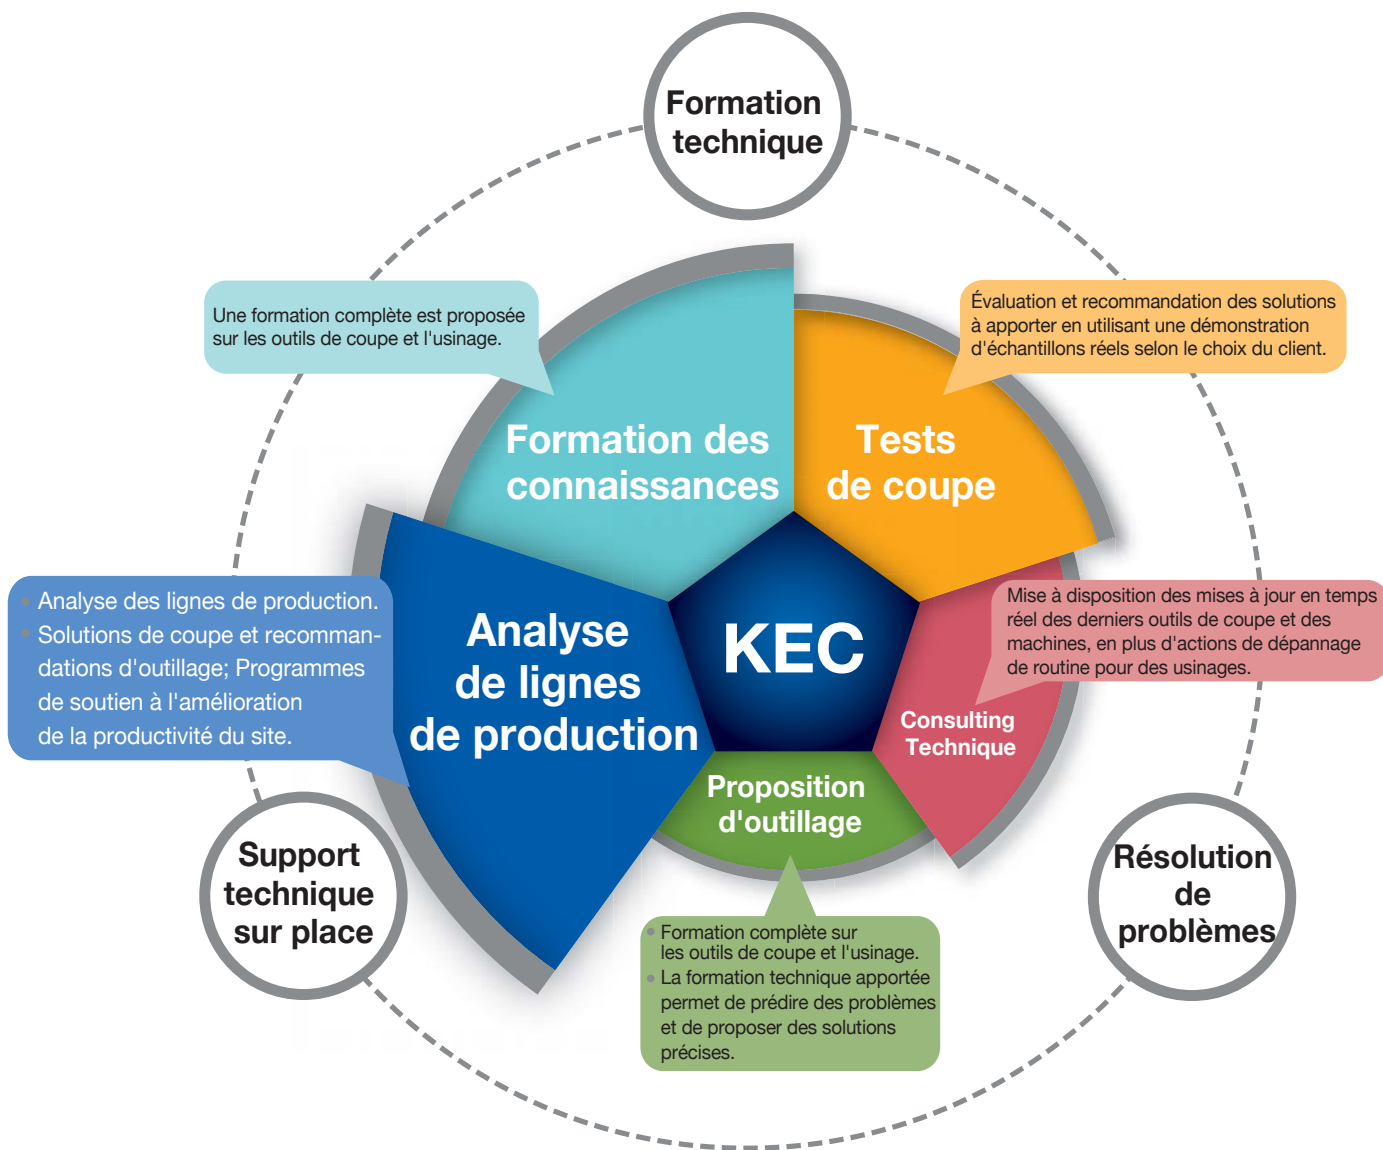 Formation
technique
Une formation complète est proposée
sur les outils de coupe et l'usinage.
Évaluation et recommandation des solutions
à apporter en utilisant une démonstration
d'échantillons réels selon le choix du client.
Formation des
connaissances
Tests
de coupe
Analyse des lignes de production.
Solutions de coupe et recomman-
dations d'outillage; Programmes
de soutien à l'amélioration
de la productivité du site.
Analyse
de lignes
de production
KEC
Mise à disposition des mises à jour en temps
réel des derniers outils de coupe et des
machines, en plus d'actions de dépannage
de routine pour des usinages.
Consulting
Technique
Proposition
d'outillage
Support
technique
sur place
Résolution
de
problèmes
Formation complète sur
les outils de coupe et l'usinage.
La formation technique apportée
permet de prédire des problèmes
et de proposer des solutions
précises.